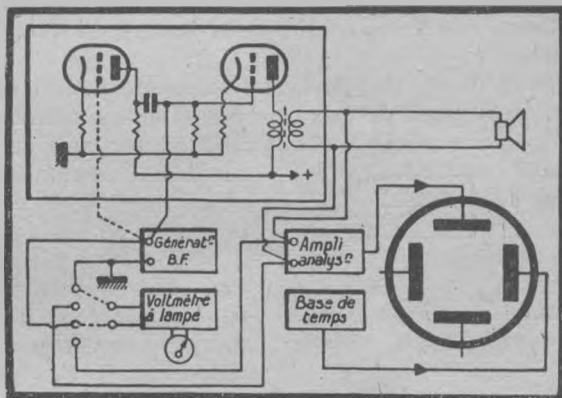 +
Générat.ⁿ
B.F.
Ampli
analys.ⁿ
Voltmètre
à lampe
Base de
temps